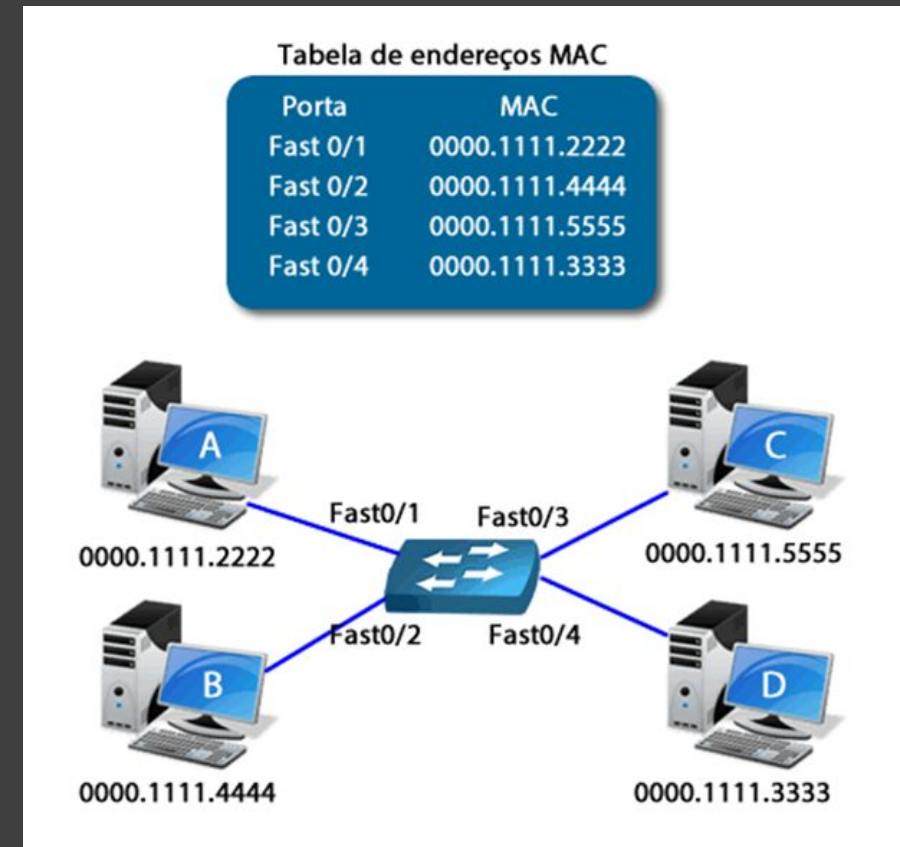 Tabela de endereços MAC
Porta MAC
Fast 0/1 0000.1111.2222
Fast 0/2 0000.1111.4444
Fast 0/3 0000.1111.5555
Fast 0/4 0000.1111.3333
A
C
Fast0/1
Fast0/3
0000.1111.2222
0000.1111.5555
Fast0/2
Fast0/4
B
D
0000.1111.4444
0000.1111.3333